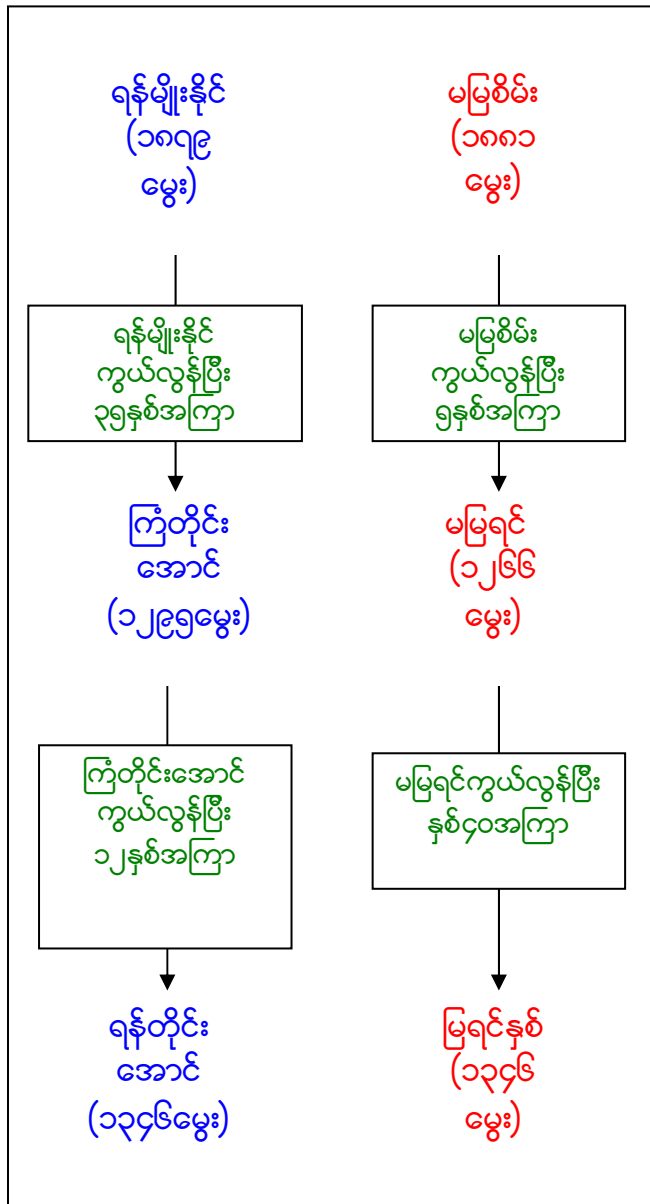 ရန်မျိုးနိုင်
(၁၈၇၉
မွေး)
ရန်မျိုးနိုင်
ကွယ်လွန်ပြီး
၃၅နှစ်အကြာ
ကြံတိုင်း
အောင်
(၁၂၉၅မွေး)
ကြံတိုင်းအောင်
ကွယ်လွန်ပြီး
၁၂နှစ်အကြာ
ရန်တိုင်း
အောင်
(၁၃၄၆မွေး)
မမြစိမ်း
(၁၈၈၁
မွေး)
မမြစိမ်း
ကွယ်လွန်ပြီး
၅နှစ်အကြာ
မမြရင်
(၁၂၆၆
မွေး)
မမြရင်ကွယ်လွန်ပြီး
နှစ်၄၀အကြာ
မြရင်နှစ်
(၁၃၄၆
မွေး)